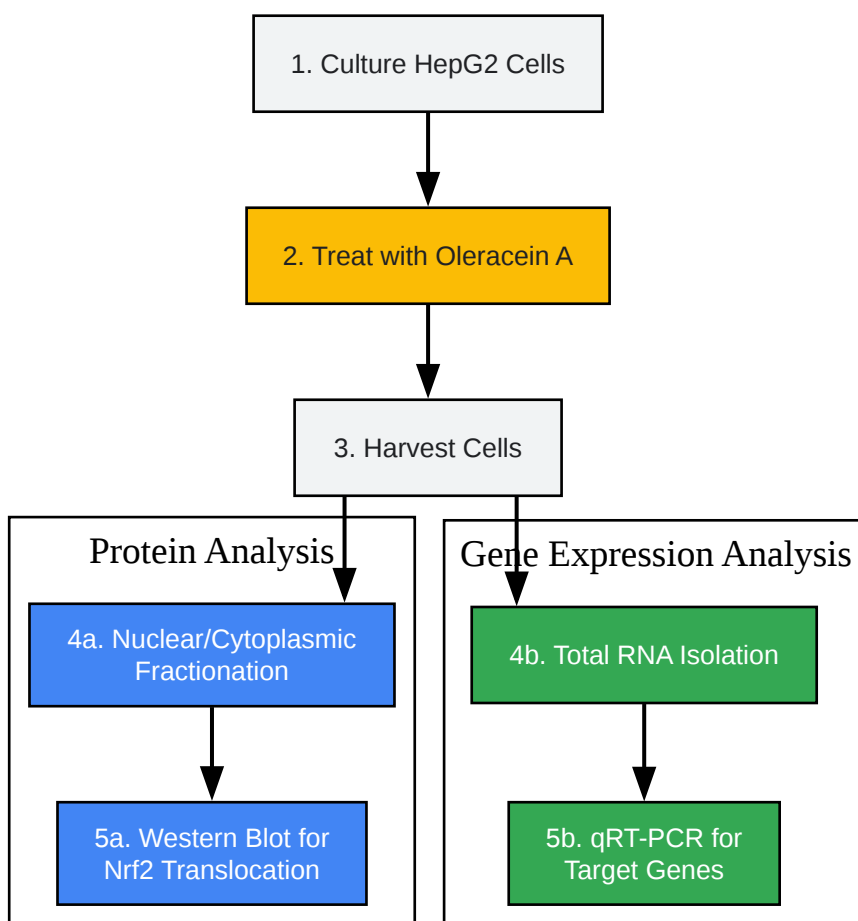 1. Culture HepG2 Cells
2. Treat with Oleracein A
3. Harvest Cells
Protein Analysis
4a. Nuclear/Cytoplasmic
Fractionation
5a. Western Blot for
Nrf2 Translocation
Gene Expression Analysis
4b. Total RNA Isolation
5b. qRT-PCR for
Target Genes